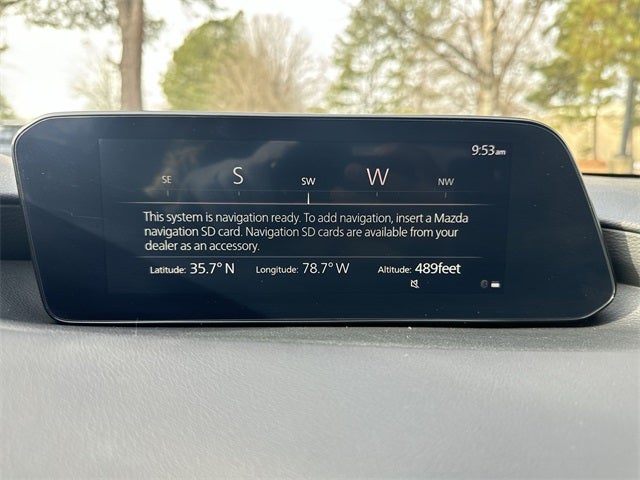 9:53am
SE S SW W NW
This system is navigation ready. To add navigation, insert a Mazda
navigation SD card. Navigation SD cards are available from your
dealer as an accessory.
Latitude: 35.7° N Longitude: 78.7° W Altitude: 489feet